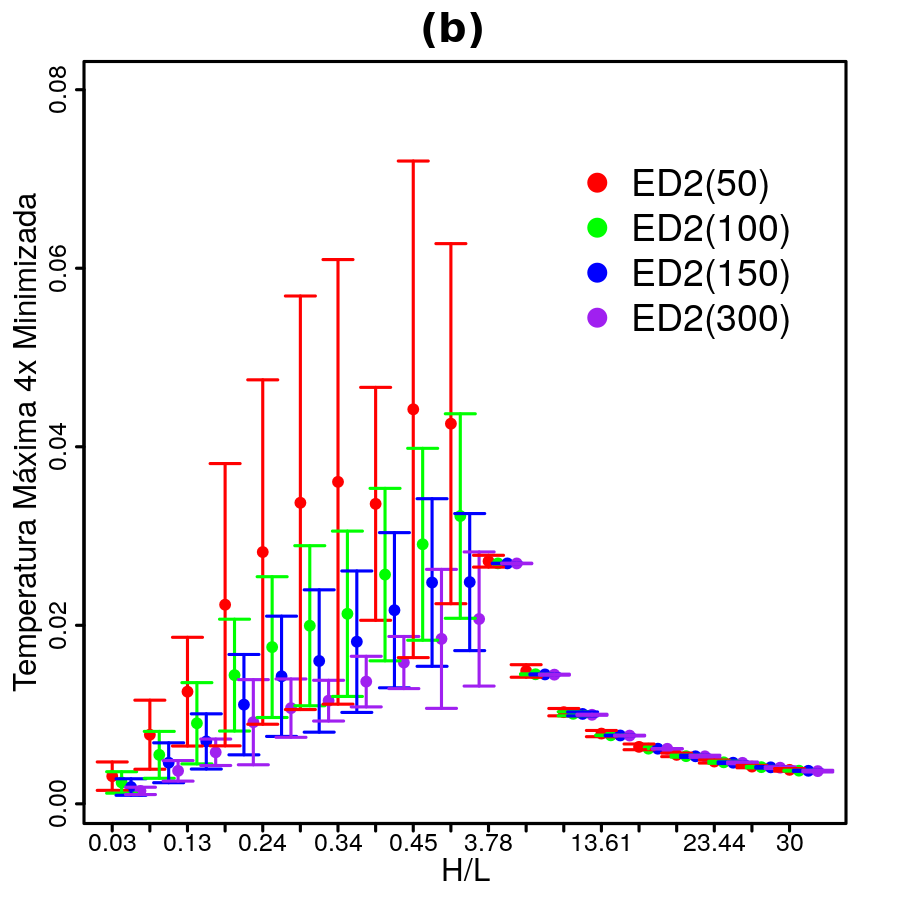 (b)
Temperatura Máxima 4x Minimizada
0.08
0.06
0.04
0.02
0.00
ED2(50)
ED2(100)
ED2(150)
ED2(300)
0.03 0.13 0.24 0.34 0.45 3.78 13.61 23.44 30
H/L